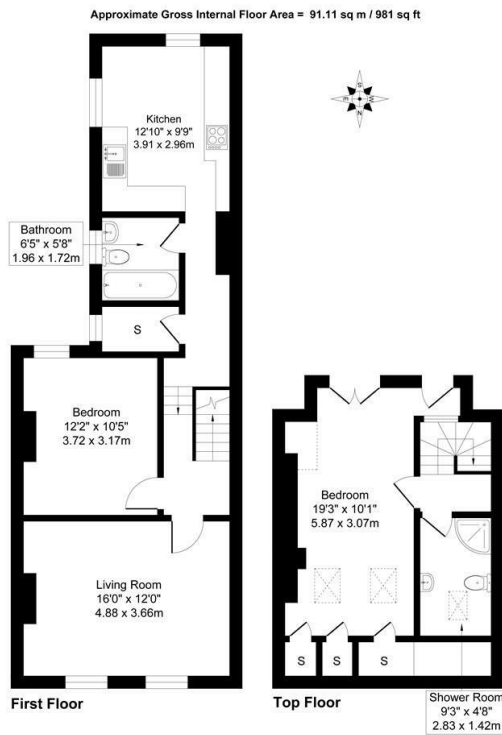 Approximate Gross Internal Floor Area = 91.11 sq m / 981 sq ft
Kitchen
12'10" x 9'9"
3.91 x 2.96m
S
E
W
N
Bathroom
6'5" x 5'8"
1.96 x 1.72m
S
Bedroom
12'2" x 10'5"
3.72 x 3.17m
Bedroom
19'3" x 10'1"
5.87 x 3.07m
Living Room
16'0" x 12'0"
4.88 x 3.66m
S
S
S
First Floor
Top Floor
Shower Room
9'3" x 4'8"
2.83 x 1.42m